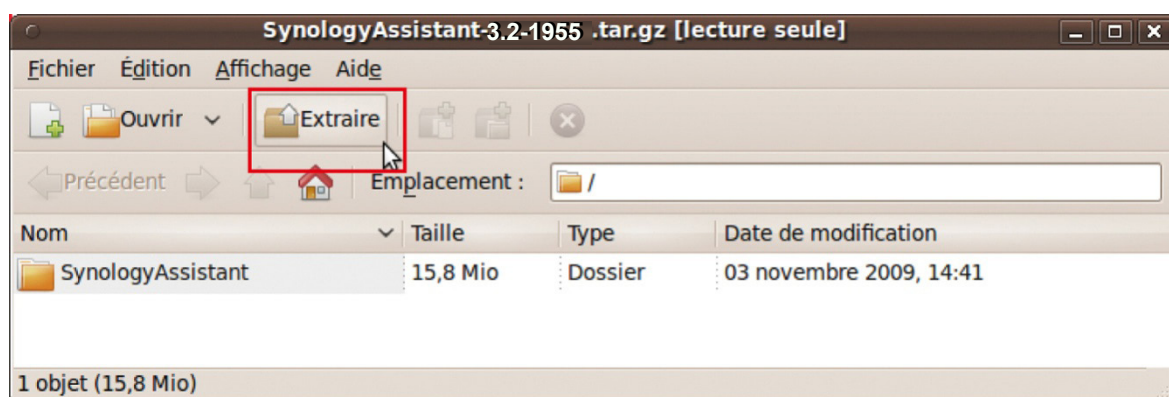 SynologyAssistant-3.2-1955 .tar.gz [lecture seule]
Fichier Édition Affichage Aide
Ouvrir Extraire
Précédent Emplacement : /
Nom Taille Type Date de modification
SynologyAssistant 15,8 Mio Dossier 03 novembre 2009, 14:41
1 objet (15,8 Mio)